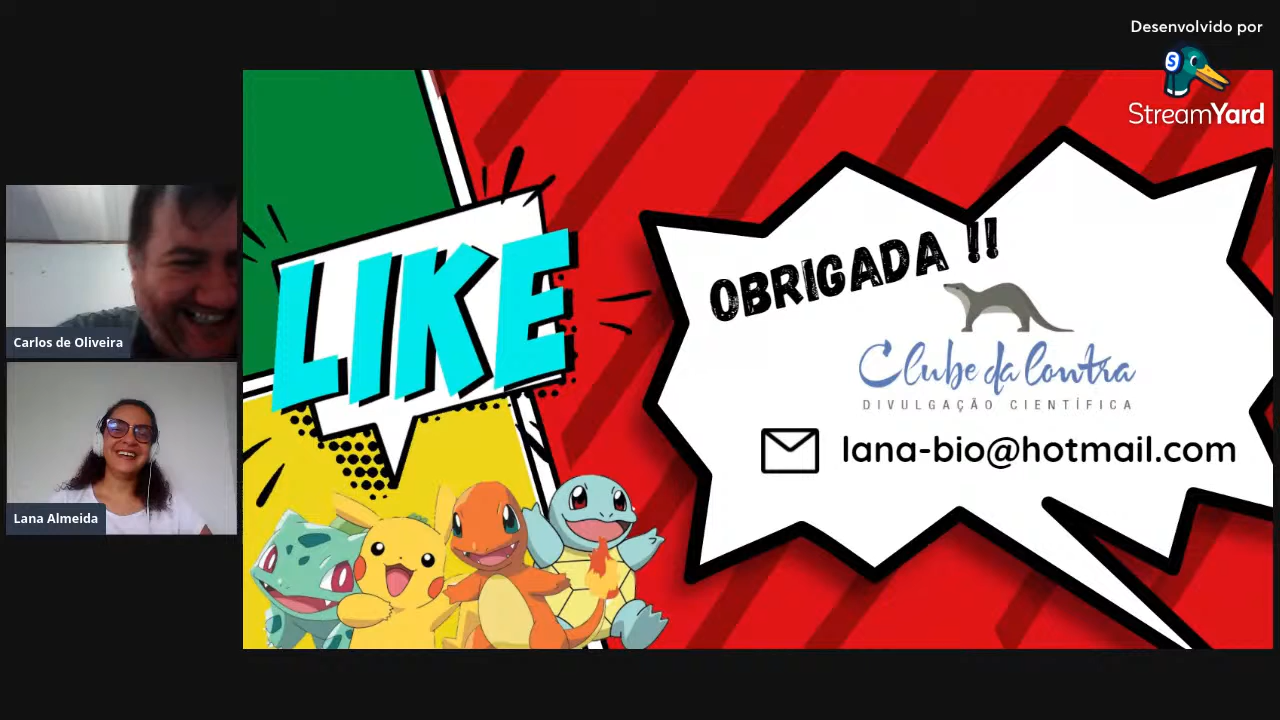 Desenvolvido por
StreamYard
LIKE
OBRIGADA !!
Clube da lontra
DIVULGAÇÃO CIENTÍFICA
lana-bio@hotmail.com
Carlos de Oliveira
Lana Almeida